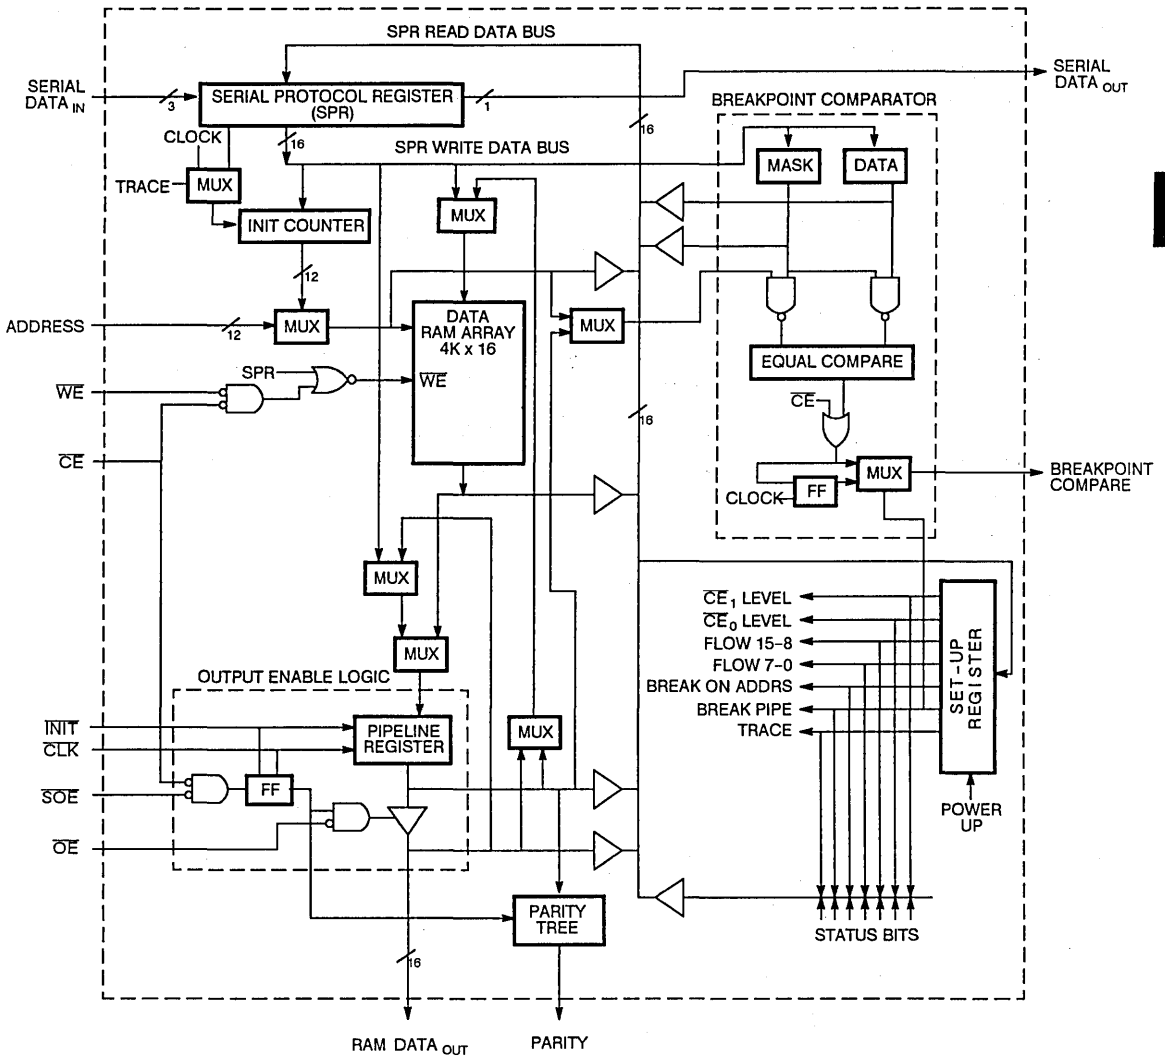 SPR READ DATA BUS
SERIAL
DATA IN
3
SERIAL PROTOCOL REGISTER
(SPR)
1
SERIAL
DATA OUT
BREAKPOINT COMPARATOR
16
CLOCK
16
SPR WRITE DATA BUS
TRACE
MUX
MUX
MASK
DATA
INIT COUNTER
12
ADDRESS
12
MUX
DATA
RAM ARRAY
4K x 16
MUX
EQUAL COMPARE
SPR
WE
WE
CE
16
CE
MUX
BREAKPOINT
COMPARE
CLOCK
FF
MUX
CE1 LEVEL
CE0 LEVEL
FLOW 15-8
FLOW 7-0
BREAK ON ADDRS
BREAK PIPE
TRACE
SET-UP
REGISTER
POWER
UP
MUX
OUTPUT ENABLE LOGIC
INIT
CLK
PIPELINE
REGISTER
MUX
SOE
FF
OE
PARITY
TREE
STATUS BITS
16
RAM DATA OUT
PARITY